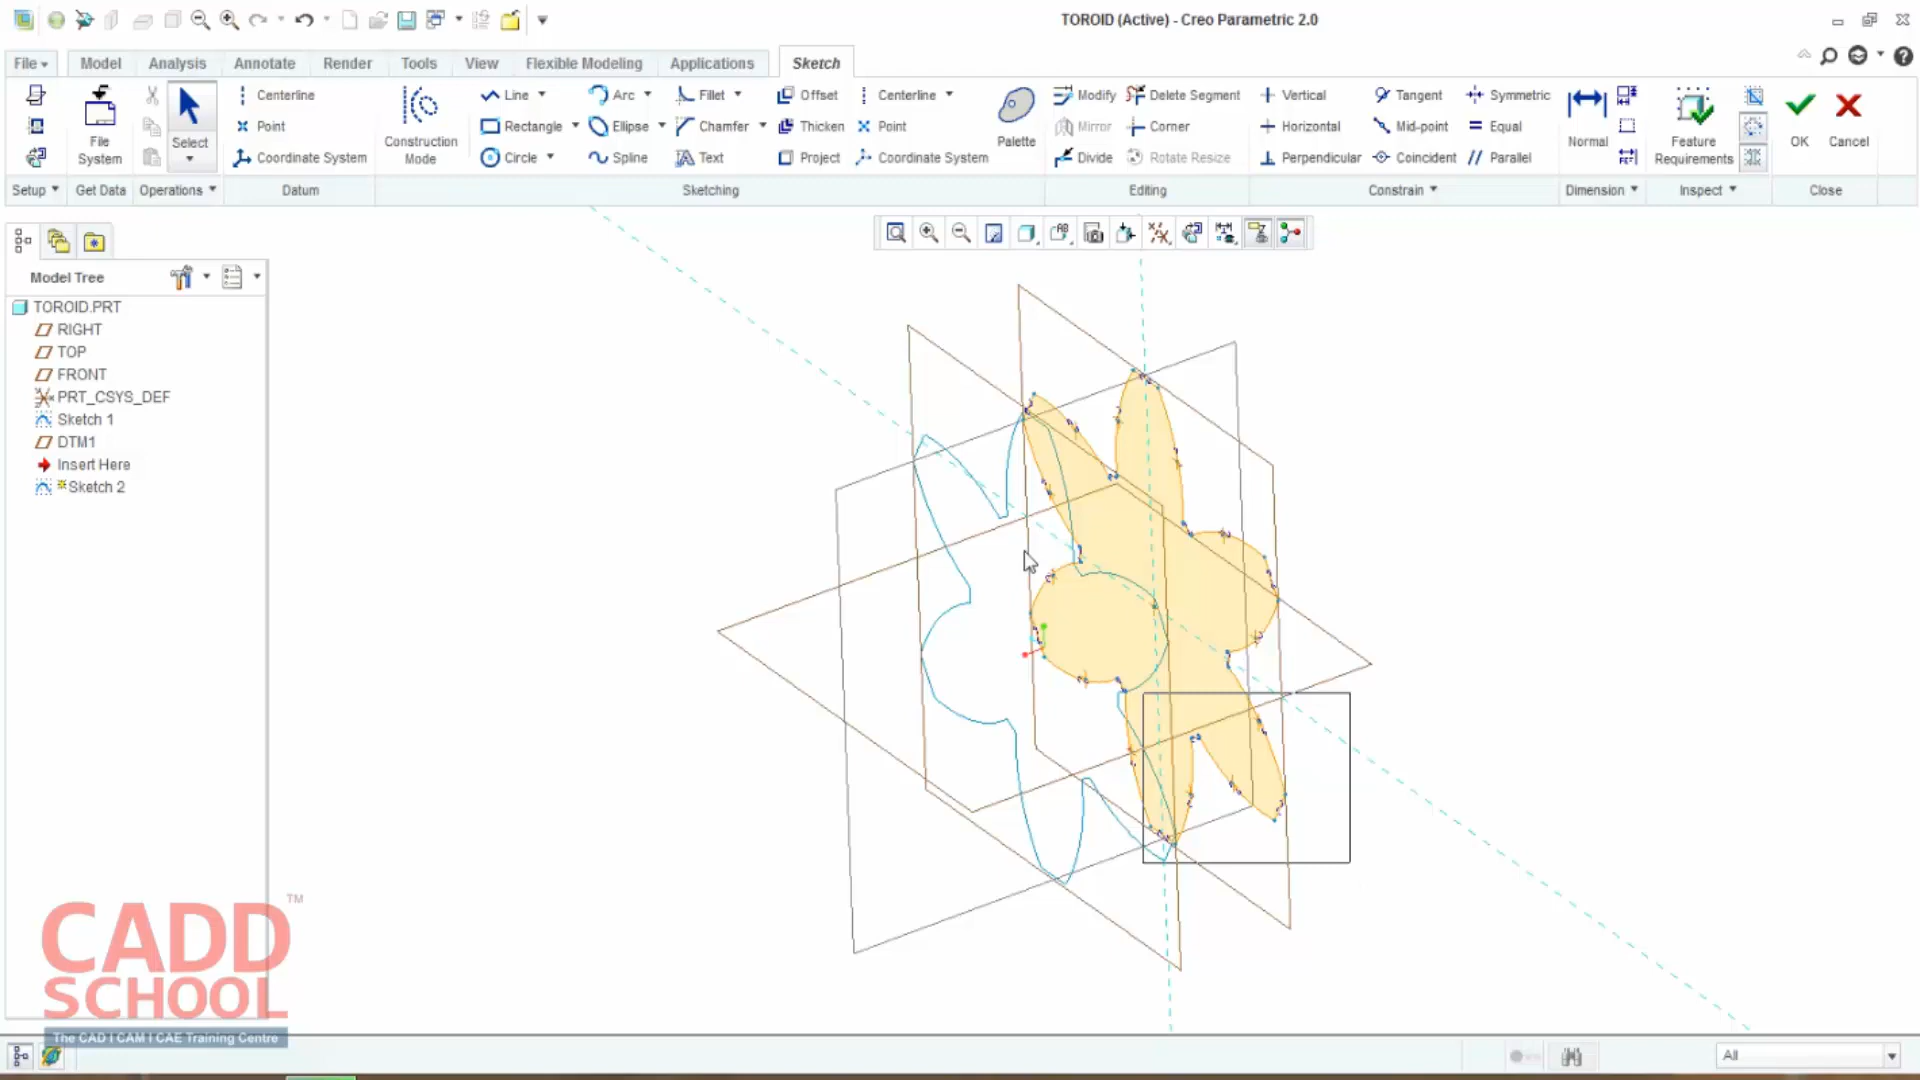 TOROID (Active) - Creo Parametric 2.0
File Model Analysis Annotate Render Tools View Flexible Modeling Applications Sketch
Centerline Line Arc Fillet Offset Centerline Modify Delete Segment Vertical Tangent Symmetric
Point Rectangle Ellipse Chamfer Thicken Point Mirror Corner Horizontal Mid-point Equal
Coordinate System Circle Spline Text Project Coordinate System Divide Rotate Resize Perpendicular Coincident Parallel
File System
Select
Construction Mode
Palette
Normal
Feature Requirements
OK
Cancel
Setup Get Data Operations Datum Sketching Editing Constrain Dimension Inspect Close
Model Tree
TOROID.PRT
RIGHT
TOP
FRONT
PRT_CSYS_DEF
Sketch 1
DTM1
Insert Here
Sketch 2
CADD
TM
SCHOOL
The CAD I CAM I CAE Training Centre
All